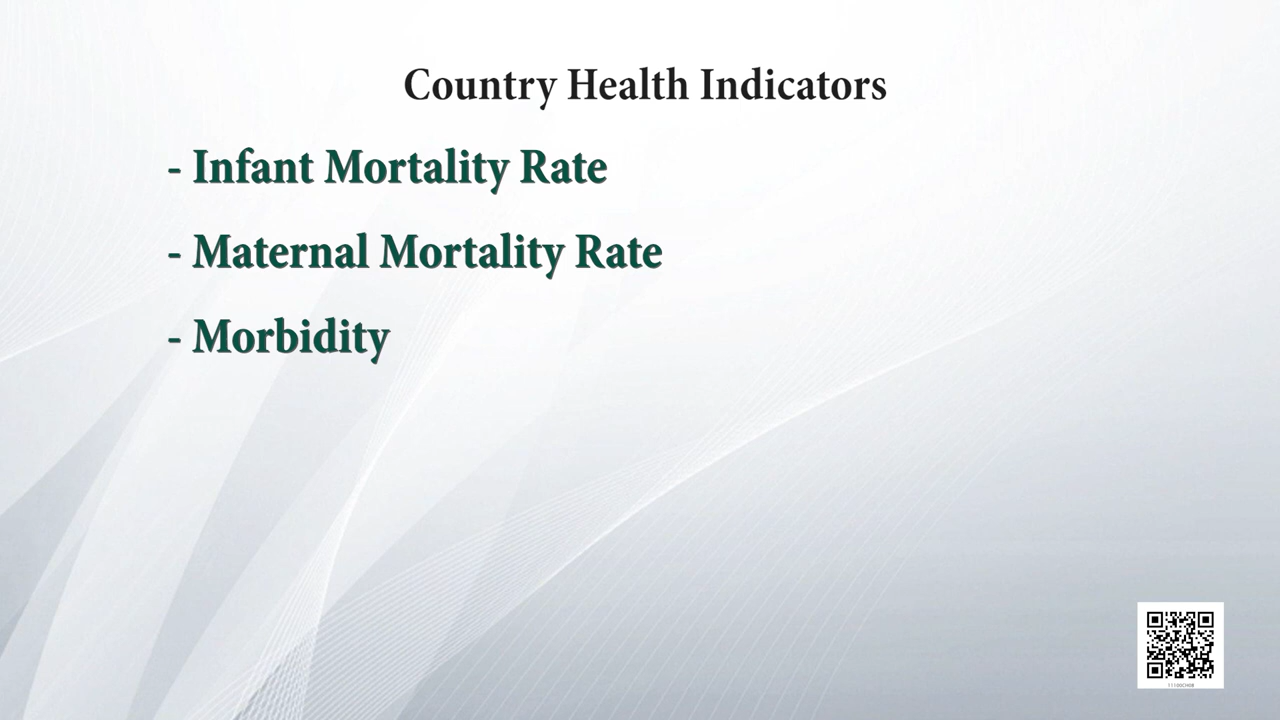 Country Health Indicators
- Infant Mortality Rate
- Maternal Mortality Rate
- Morbidity